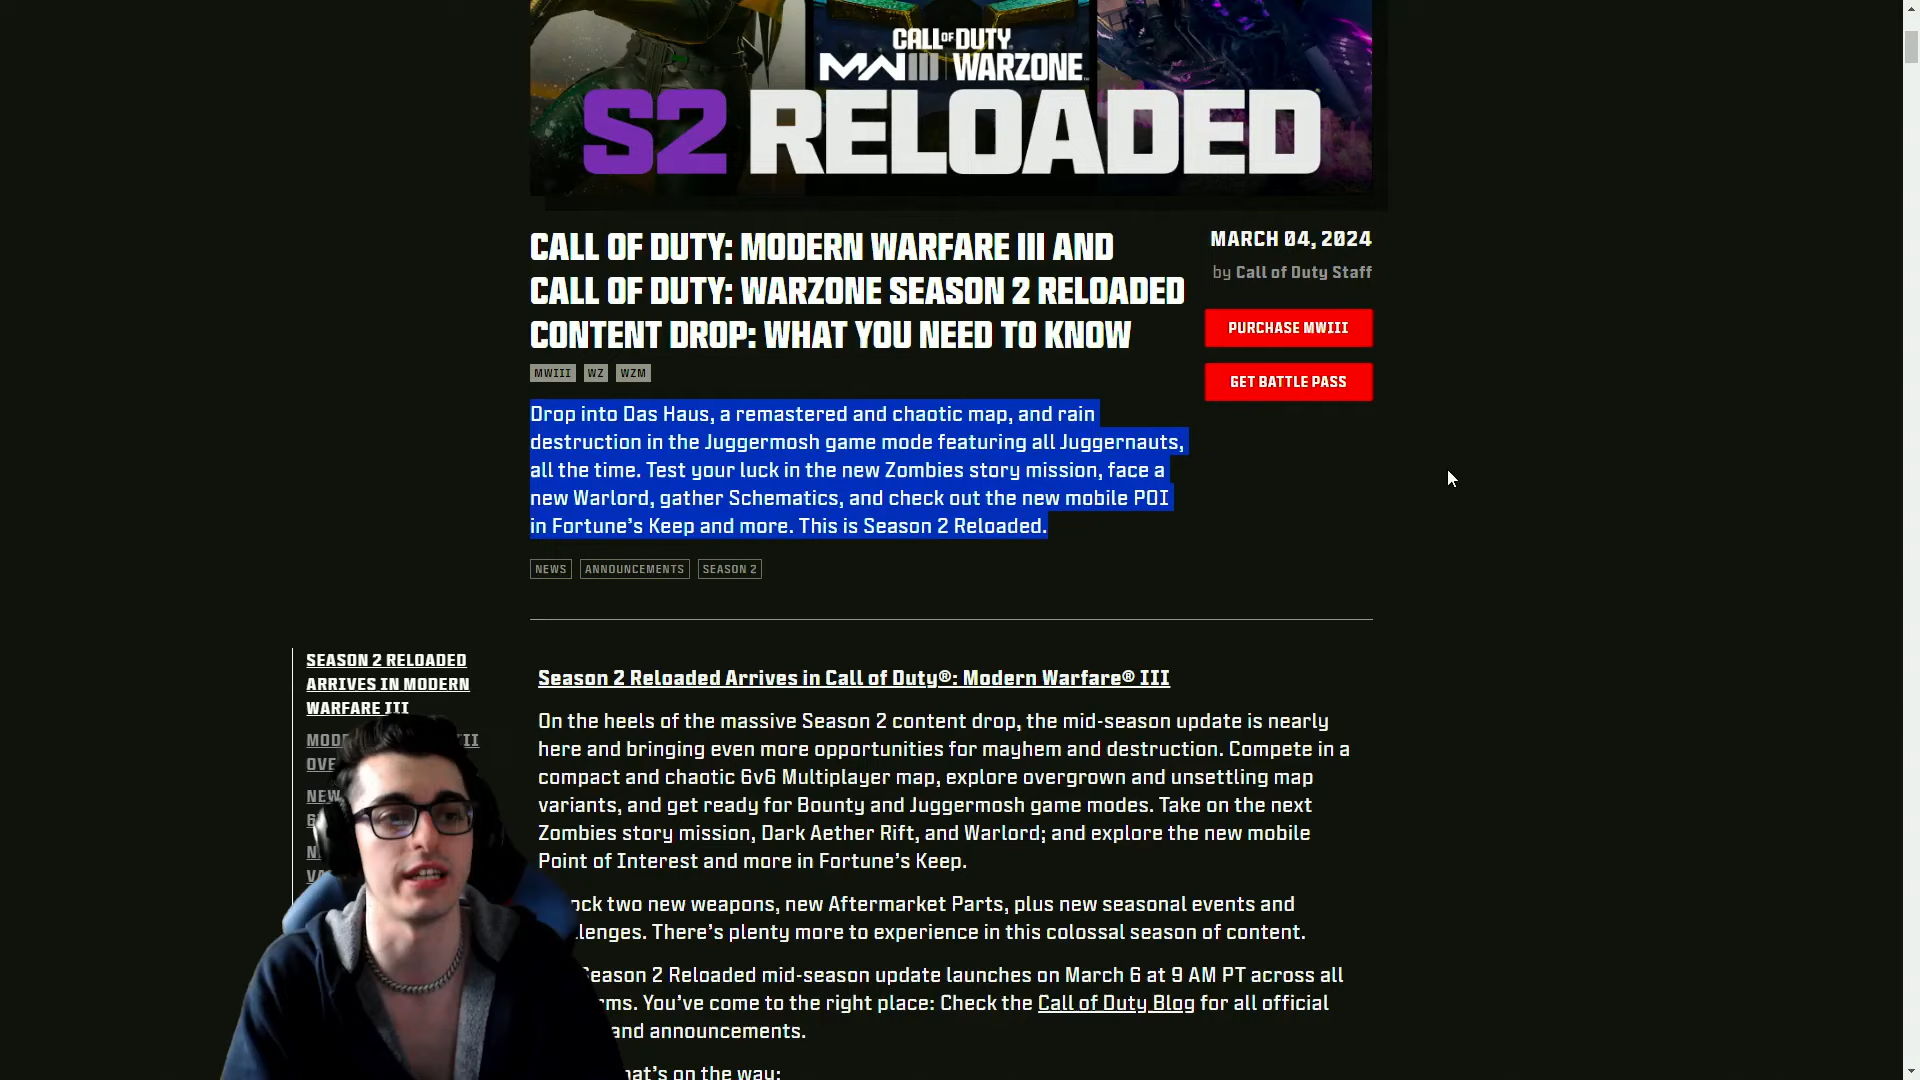 CALL OF DUTY
MWIII WARZONE
S2 RELOADED
CALL OF DUTY: MODERN WARFARE III AND
CALL OF DUTY: WARZONE SEASON 2 RELOADED
CONTENT DROP: WHAT YOU NEED TO KNOW
MARCH 04, 2024
by Call of Duty Staff
PURCHASE MWIII
GET BATTLE PASS
MWIII WZ WZM
Drop into Das Haus, a remastered and chaotic map, and rain
destruction in the Juggermosh game mode featuring all Juggernauts,
all the time. Test your luck in the new Zombies story mission, face a
new Warlord, gather Schematics, and check out the new mobile POI
in Fortune’s Keep and more. This is Season 2 Reloaded.
NEWS ANNOUNCEMENTS SEASON 2
SEASON 2 RELOADED
ARRIVES IN MODERN
WARFARE III
Season 2 Reloaded Arrives in Call of Duty®: Modern Warfare® III
On the heels of the massive Season 2 content drop, the mid-season update is nearly
here and bringing even more opportunities for mayhem and destruction. Compete in a
compact and chaotic 6v6 Multiplayer map, explore overgrown and unsettling map
variants, and get ready for Bounty and Juggermosh game modes. Take on the next
Zombies story mission, Dark Aether Rift, and Warlord; and explore the new mobile
Point of Interest and more in Fortune’s Keep.
two new weapons, new Aftermarket Parts, plus new seasonal events and
There’s plenty more to experience in this colossal season of content.
Season 2 Reloaded mid-season update launches on March 6 at 9 AM PT across all
You’ve come to the right place: Check the Call of Duty Blog for all official
and announcements.
on the way: